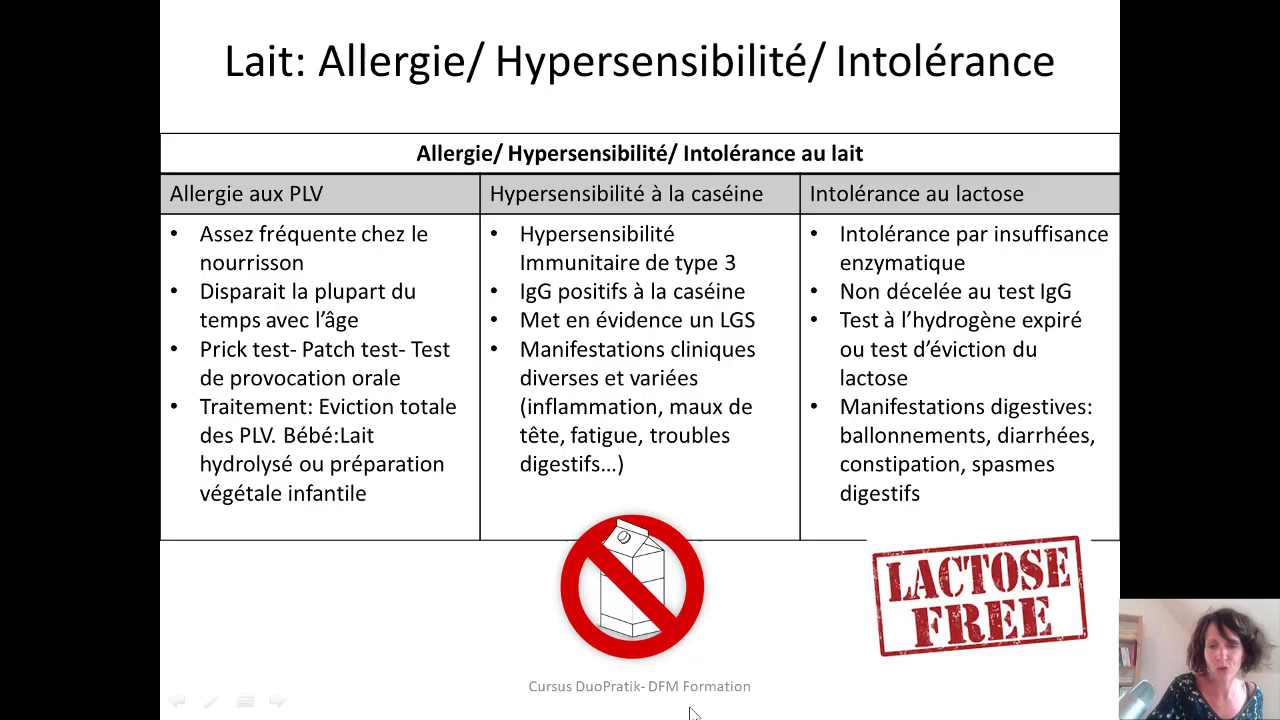 Lait: Allergie/ Hypersensibilité/ Intolérance
Allergie/ Hypersensibilité/ Intolérance au lait
Allergie aux PLV
• Assez fréquente chez le
nourrisson
• Disparait la plupart du
temps avec l'âge
• Prick test- Patch test- Test
de provocation orale
• Traitement: Eviction totale
des PLV. Bébé:Lait
hydrolysé ou préparation
végétale infantile
Hypersensibilité à la caséine
• Hypersensibilité
Immunitaire de type 3
• IgG positifs à la caséine
• Met en évidence un LGS
• Manifestations cliniques
diverses et variées
(inflammation, maux de
tête, fatigue, troubles
digestifs...)
Intolérance au lactose
• Intolérance par insuffisance
enzymatique
• Non décelée au test IgG
• Test à l'hydrogène expiré
ou test d'éviction du
lactose
• Manifestations digestives:
ballonnements, diarrhées,
constipation, spasmes
digestifs
LACTOSE
FREE
Cursus DuoPratik- DFM Formation